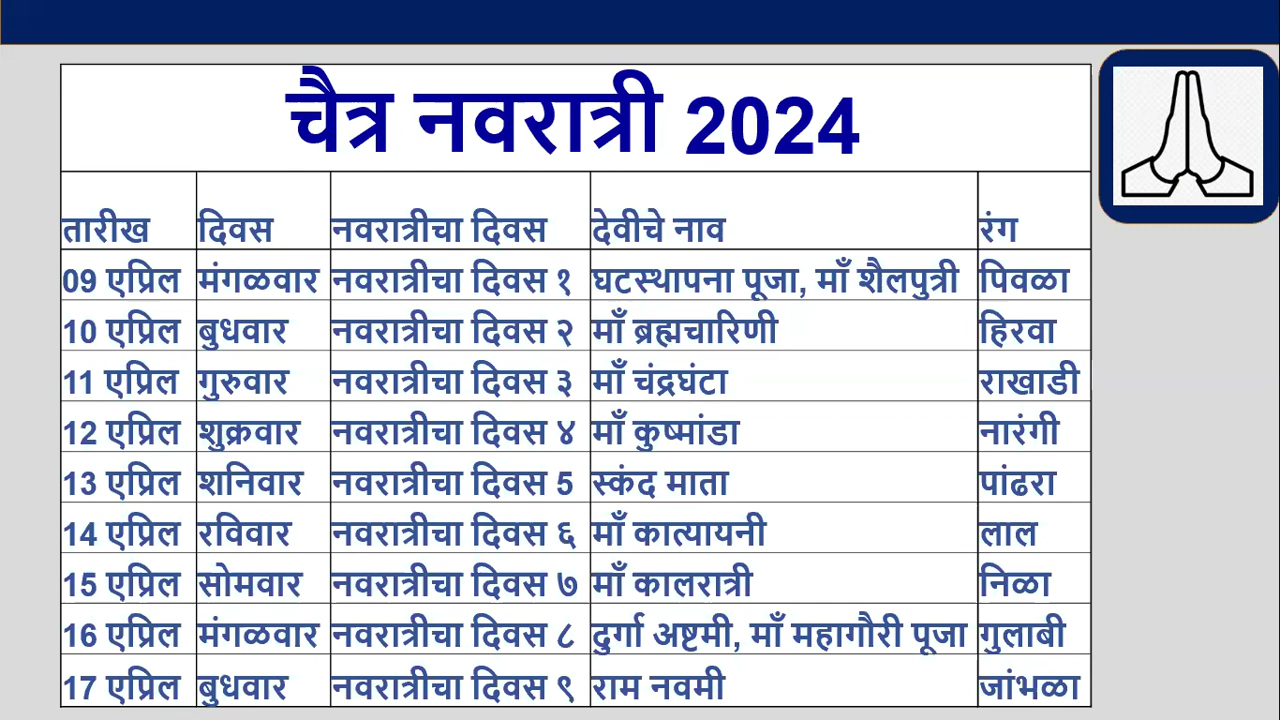 चैत्र नवरात्री 2024
तारीख दिवस नवरात्रीचा दिवस देवीचे नाव रंग
09 एप्रिल मंगळवार नवरात्रीचा दिवस १ घटस्थापना पूजा, माँ शैलपुत्री पिवळा
10 एप्रिल बुधवार नवरात्रीचा दिवस २ माँ ब्रह्मचारिणी हिरवा
11 एप्रिल गुरुवार नवरात्रीचा दिवस ३ माँ चंद्रघंटा राखाडी
12 एप्रिल शुक्रवार नवरात्रीचा दिवस ४ माँ कुष्मांडा नारंगी
13 एप्रिल शनिवार नवरात्रीचा दिवस 5 स्कंद माता पांढरा
14 एप्रिल रविवार नवरात्रीचा दिवस ६ माँ कात्यायनी लाल
15 एप्रिल सोमवार नवरात्रीचा दिवस ७ माँ कालरात्री निळा
16 एप्रिल मंगळवार नवरात्रीचा दिवस ८ दुर्गा अष्टमी, माँ महागौरी पूजा गुलाबी
17 एप्रिल बुधवार नवरात्रीचा दिवस ९ राम नवमी जांभळा